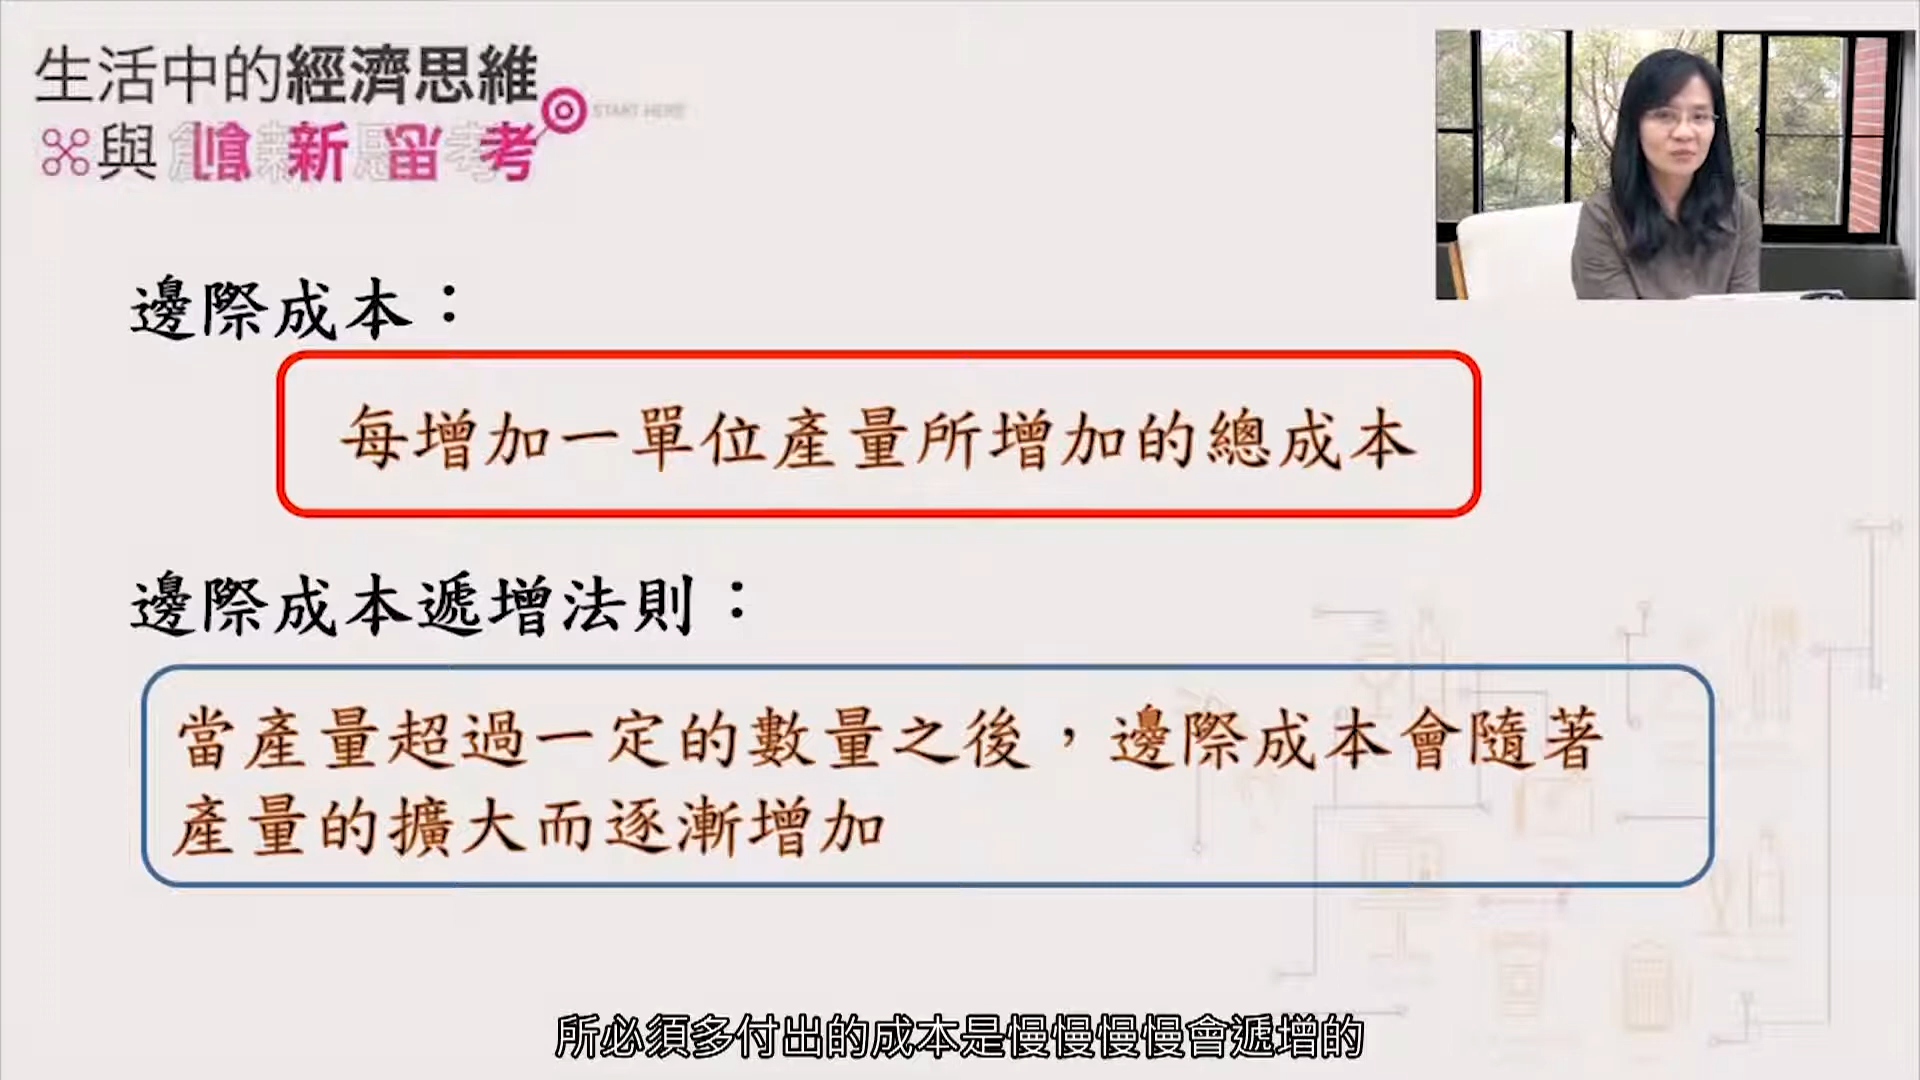 生活中的經濟思維
與創新思考
START HERE
邊際成本：
每增加一單位產量所增加的總成本
邊際成本遞增法則：
當產量超過一定的數量之後，邊際成本會隨著
產量的擴大而逐漸增加
所必須多付出的成本是慢慢慢慢會遞增的